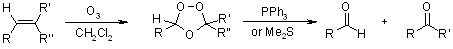 H R'
R R"
O₃
CH₂Cl₂
O-O
H R'
R O R"
PPh₃
or Me₂S
O
R H
+
O
R R'